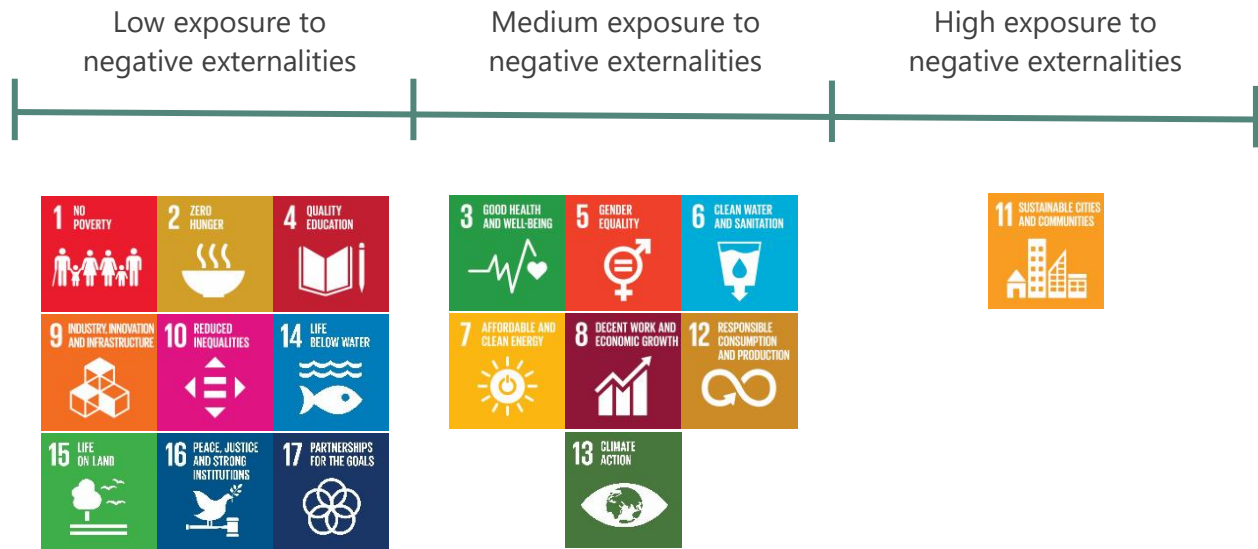 Low exposure to
negative externalities
Medium exposure to
negative externalities
High exposure to
negative externalities
1 NO
POVERTY
2 ZERO
HUNGER
4 QUALITY
EDUCATION
9 INDUSTRY, INNOVATION
AND INFRASTRUCTURE
10 REDUCED
INEQUALITIES
14 LIFE
BELOW WATER
15 LIFE
ON LAND
16 PEACE, JUSTICE
AND STRONG
INSTITUTIONS
17 PARTNERSHIPS
FOR THE GOALS
3 GOOD HEALTH
AND WELL-BEING
5 GENDER
EQUALITY
6 CLEAN WATER
AND SANITATION
7 AFFORDABLE AND
CLEAN ENERGY
8 DECENT WORK AND
ECONOMIC GROWTH
12 RESPONSIBLE
CONSUMPTION
AND PRODUCTION
13 CLIMATE
ACTION
11 SUSTAINABLE CITIES
AND COMMUNITIES